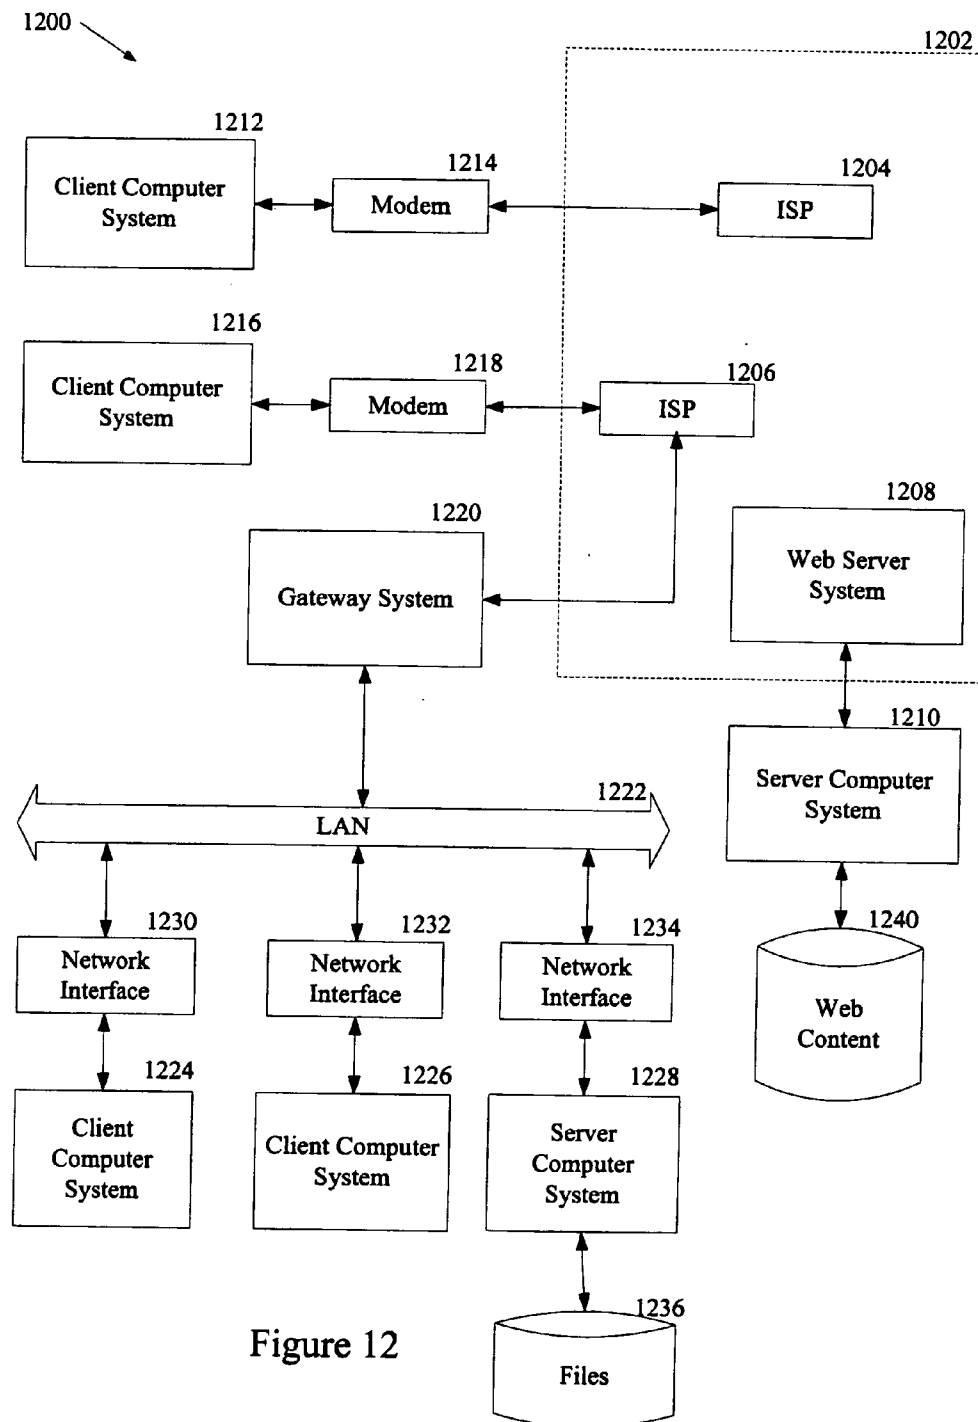 1200
1202
1212
Client Computer
System
1214
Modem
1204
ISP
1216
Client Computer
System
1218
Modem
1206
ISP
1220
Gateway System
1208
Web Server
System
1210
Server Computer
System
1222
LAN
1230
Network
Interface
1232
Network
Interface
1234
Network
Interface
1240
Web
Content
1224
Client
Computer
System
1226
Client Computer
System
1228
Server
Computer
System
1236
Files
Figure 12